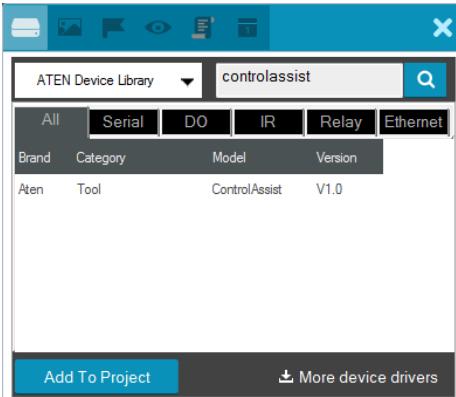 1
ATEN Device Library controlassist
All Serial DO IR Relay Ethernet
Brand Category Model Version
Aten Tool ControlAssist V1.0
Add To Project More device drivers